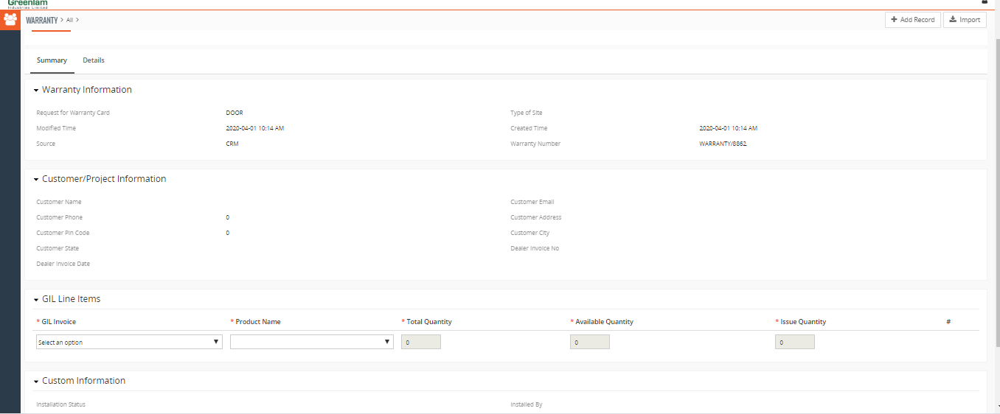 Greenlam
Industries Limited
WARRANTY > All >
+ Add Record
Import
Summary
Details
Warranty Information
Request for Warranty Card DOOR Type of Site
Modified Time 2020-04-01 10:14 AM Created Time 2020-04-01 10:14 AM
Source CRM Warranty Number WARRANTY/8862
Customer/Project Information
Customer Name Customer Email
Customer Phone 0 Customer Address
Customer Pin Code 0 Customer City
Customer State Dealer Invoice No
Dealer Invoice Date
GIL Line Items
* GIL Invoice * Product Name * Total Quantity * Available Quantity * Issue Quantity #
Select an option 0 0 0
Custom Information
Installation Status Installed By